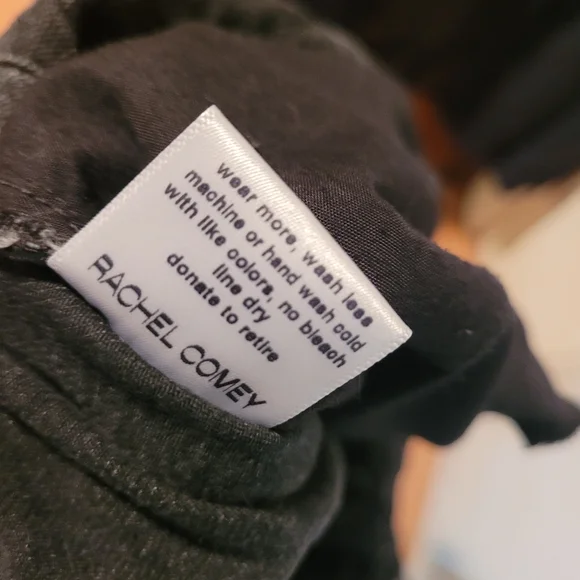 wear more, wash less
machine or hand wash cold
with like colors, no bleach
line dry
donate to retire
RACHEL COMEY